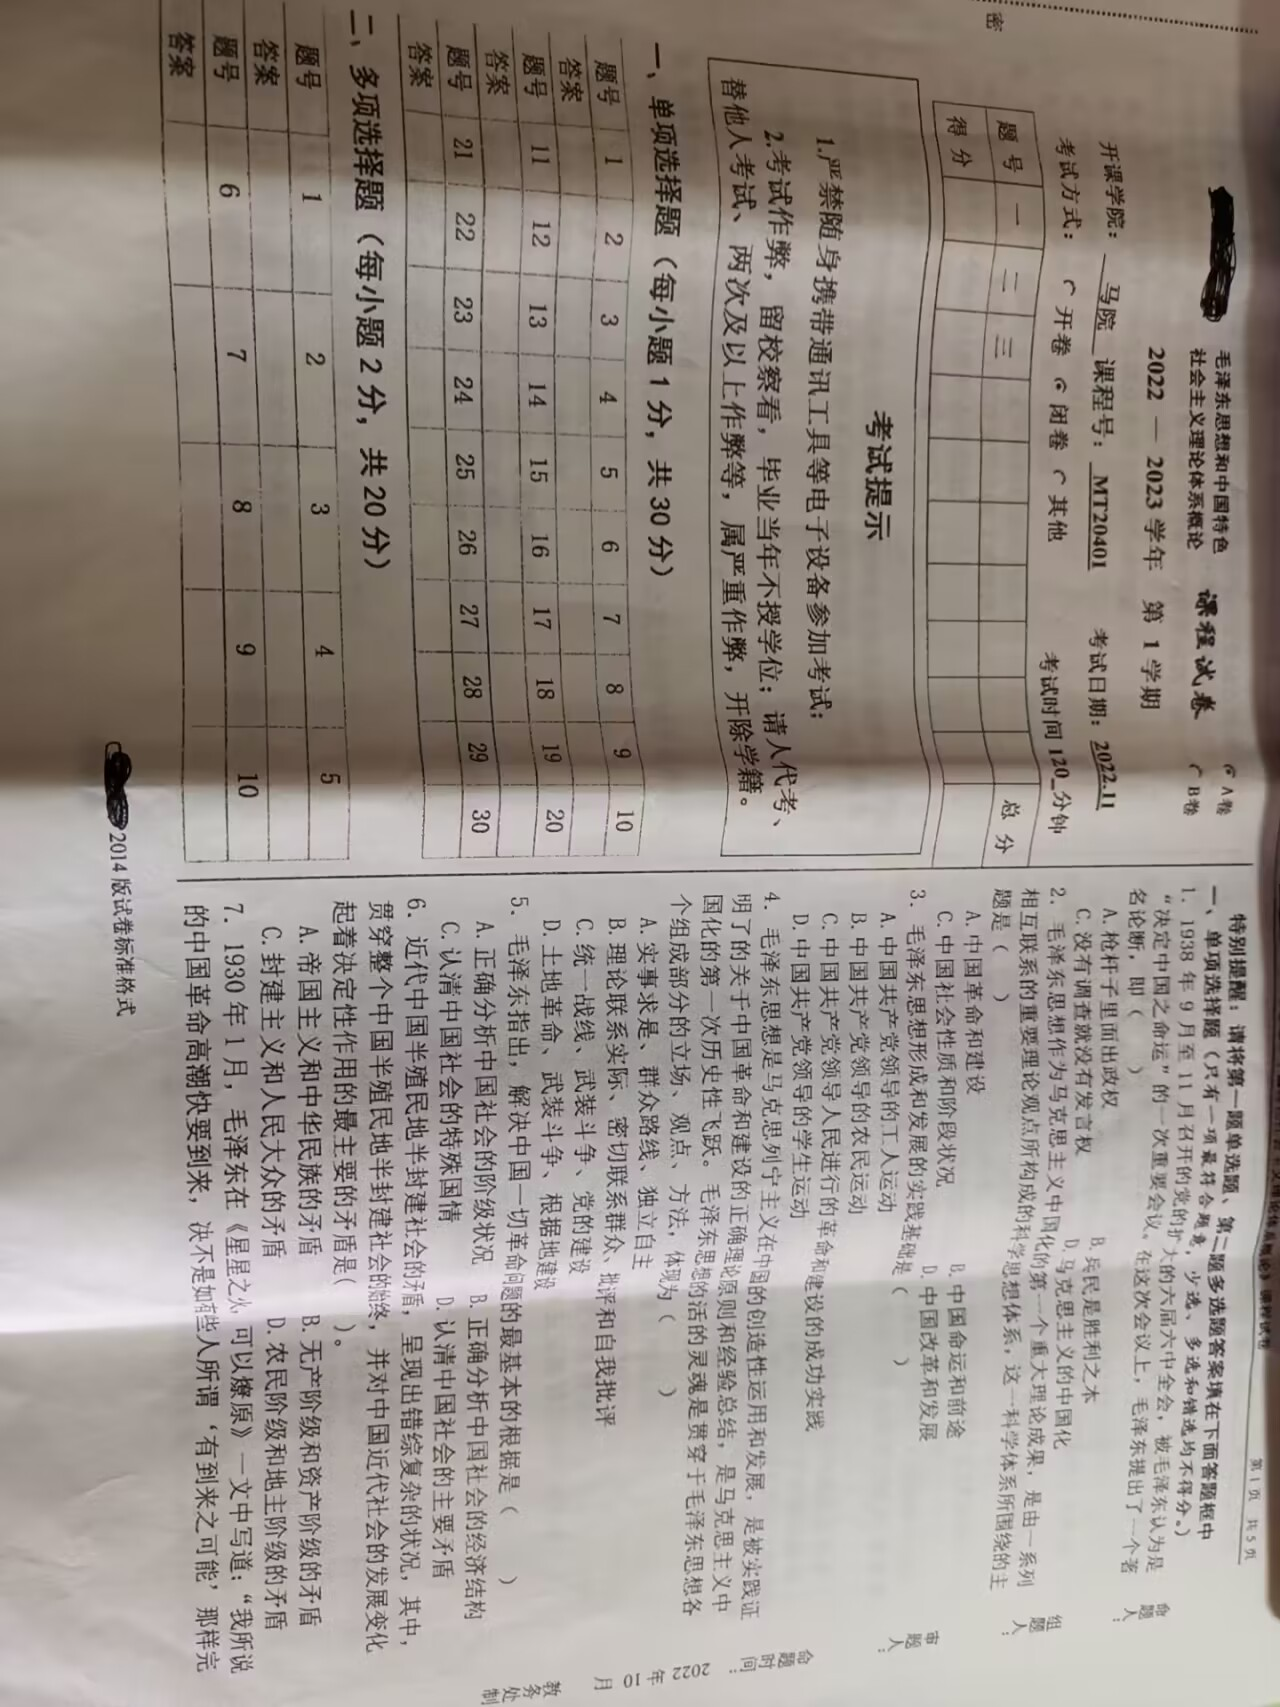 密
毛泽东思想和中国特色
社会主义理论体系概论 课程试卷
A卷
B卷
2022 — 2023 学年 第 1 学期
开课学院: 马院 课程号: MT20401 考试日期: 2022.11
考试方式: 开卷 闭卷 其他 考试时间 120 分钟
题号 一 二 三 总分
得分
考试提示
1.严禁随身携带通讯工具等电子设备参加考试;
2.考试作弊, 留校察看, 毕业当年不授学位; 请人代考、
替他人考试、两次及以上作弊等, 属严重作弊, 开除学籍。
一、单项选择题 (每小题 1 分, 共 30 分)
题号 1 2 3 4 5 6 7 8 9 10
答案
题号 11 12 13 14 15 16 17 18 19 20
答案
题号 21 22 23 24 25 26 27 28 29 30
答案
二、多项选择题 (每小题 2 分, 共 20 分)
题号 1 2 3 4 5
答案
题号 6 7 8 9 10
答案
2014 版试卷标准格式
课程试卷
第 1 页 共 5 页
特别提醒: 请将第一题单选题、第二题多选题答案填在下面答题框中
一、单项选择题 (只有一项最符合题意, 少选、多选和错选均不得分。)
1. 1938 年 9 月至 11 月召开的党的扩大的六届六中全会, 被毛泽东认为是
“决定中国之命运”的一次重要会议。在这次会议上, 毛泽东提出了一个著
名论断, 即 ( )
A. 枪杆子里面出政权 B. 兵民是胜利之本
C. 没有调查就没有发言权 D. 马克思主义的中国化
2. 毛泽东思想作为马克思主义中国化的第一个重大理论成果, 是由一系列
相互联系的重要理论观点所构成的科学思想体系, 这一科学体系所围绕的主
题是 ( )
A. 中国革命和建设 B. 中国命运和前途
C. 中国社会性质和阶段状况 D. 中国改革和发展
3. 毛泽东思想形成和发展的实践基础是 ( )
A. 中国共产党领导的工人运动
B. 中国共产党领导的农民运动
C. 中国共产党领导人民进行的革命和建设的成功实践
D. 中国共产党领导的学生运动
4. 毛泽东思想是马克思列宁主义在中国的创造性运用和发展, 是被实践证
明了的关于中国革命和建设的正确理论原则和经验总结, 是马克思主义中
国化的第一次历史性飞跃。毛泽东思想的活的灵魂是贯穿于毛泽东思想各
个组成部分的立场、观点、方法, 体现为 ( )
A. 实事求是、群众路线、独立自主
B. 理论联系实际、密切联系群众、批评和自我批评
C. 统一战线、武装斗争、党的建设
D. 土地革命、武装斗争、根据地建设
5. 毛泽东指出, 解决中国一切革命问题的最基本的根据是 ( )
A. 正确分析中国社会的阶级状况 B. 正确分析中国社会的经济结构
C. 认清中国社会的特殊国情 D. 认清中国社会的主要矛盾
6. 近代中国半殖民地半封建社会的矛盾, 呈现出错综复杂的状况, 其中,
贯穿整个中国半殖民地半封建社会的始终, 并对中国近代社会的发展变化
起着决定性作用的最主要的矛盾是( )。
A. 帝国主义和中华民族的矛盾 B. 无产阶级和资产阶级的矛盾
C. 封建主义和人民大众的矛盾 D. 农民阶级和地主阶级的矛盾
7. 1930 年 1 月, 毛泽东在《星星之火, 可以燎原》一文中写道: “我所说
的中国革命高潮快要到来, 决不是如有些人所谓‘有到来之可能’那样完
命题人:
组题人:
审题人:
命题时间: 2022 年 10 月
教务处制